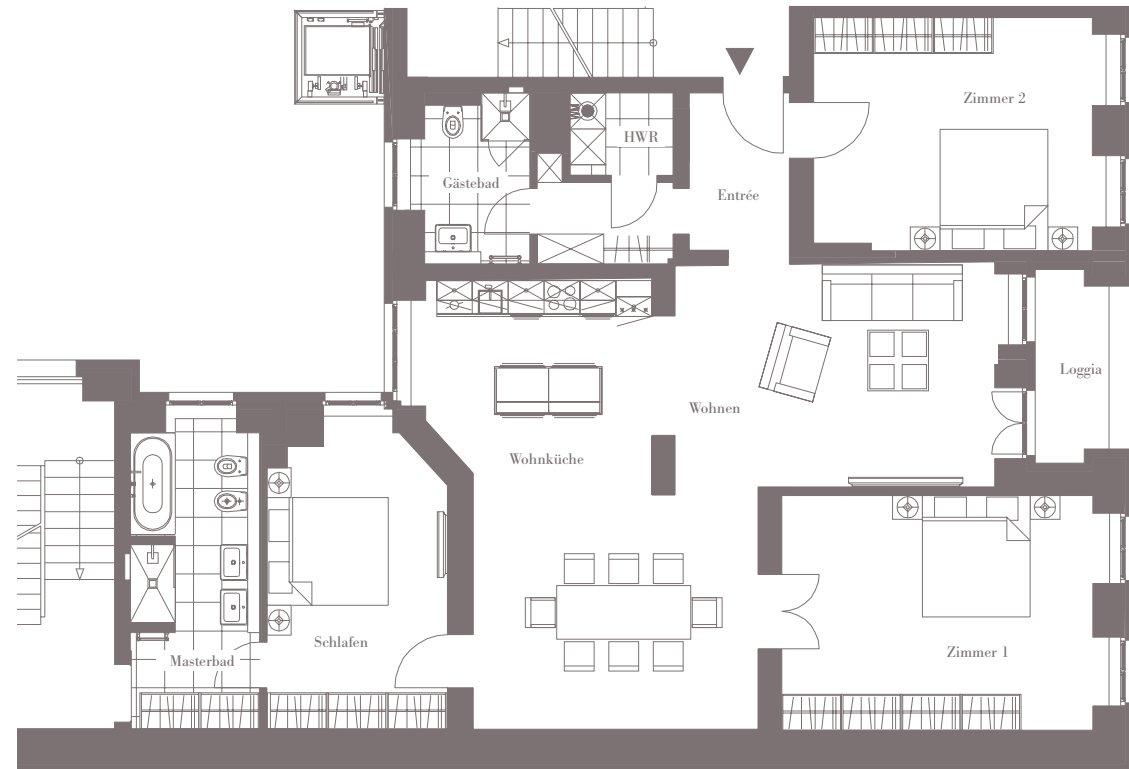 Zimmer 2
HWR
Gästebad
Entrée
Loggia
Wohnen
Wohnküche
Schlafen
Zimmer 1
Masterbad